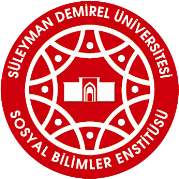 SÜLEYMAN DEMİREL ÜNİVERSİTESİ
SOSYAL BİLİMLER ENSTİTÜSÜ